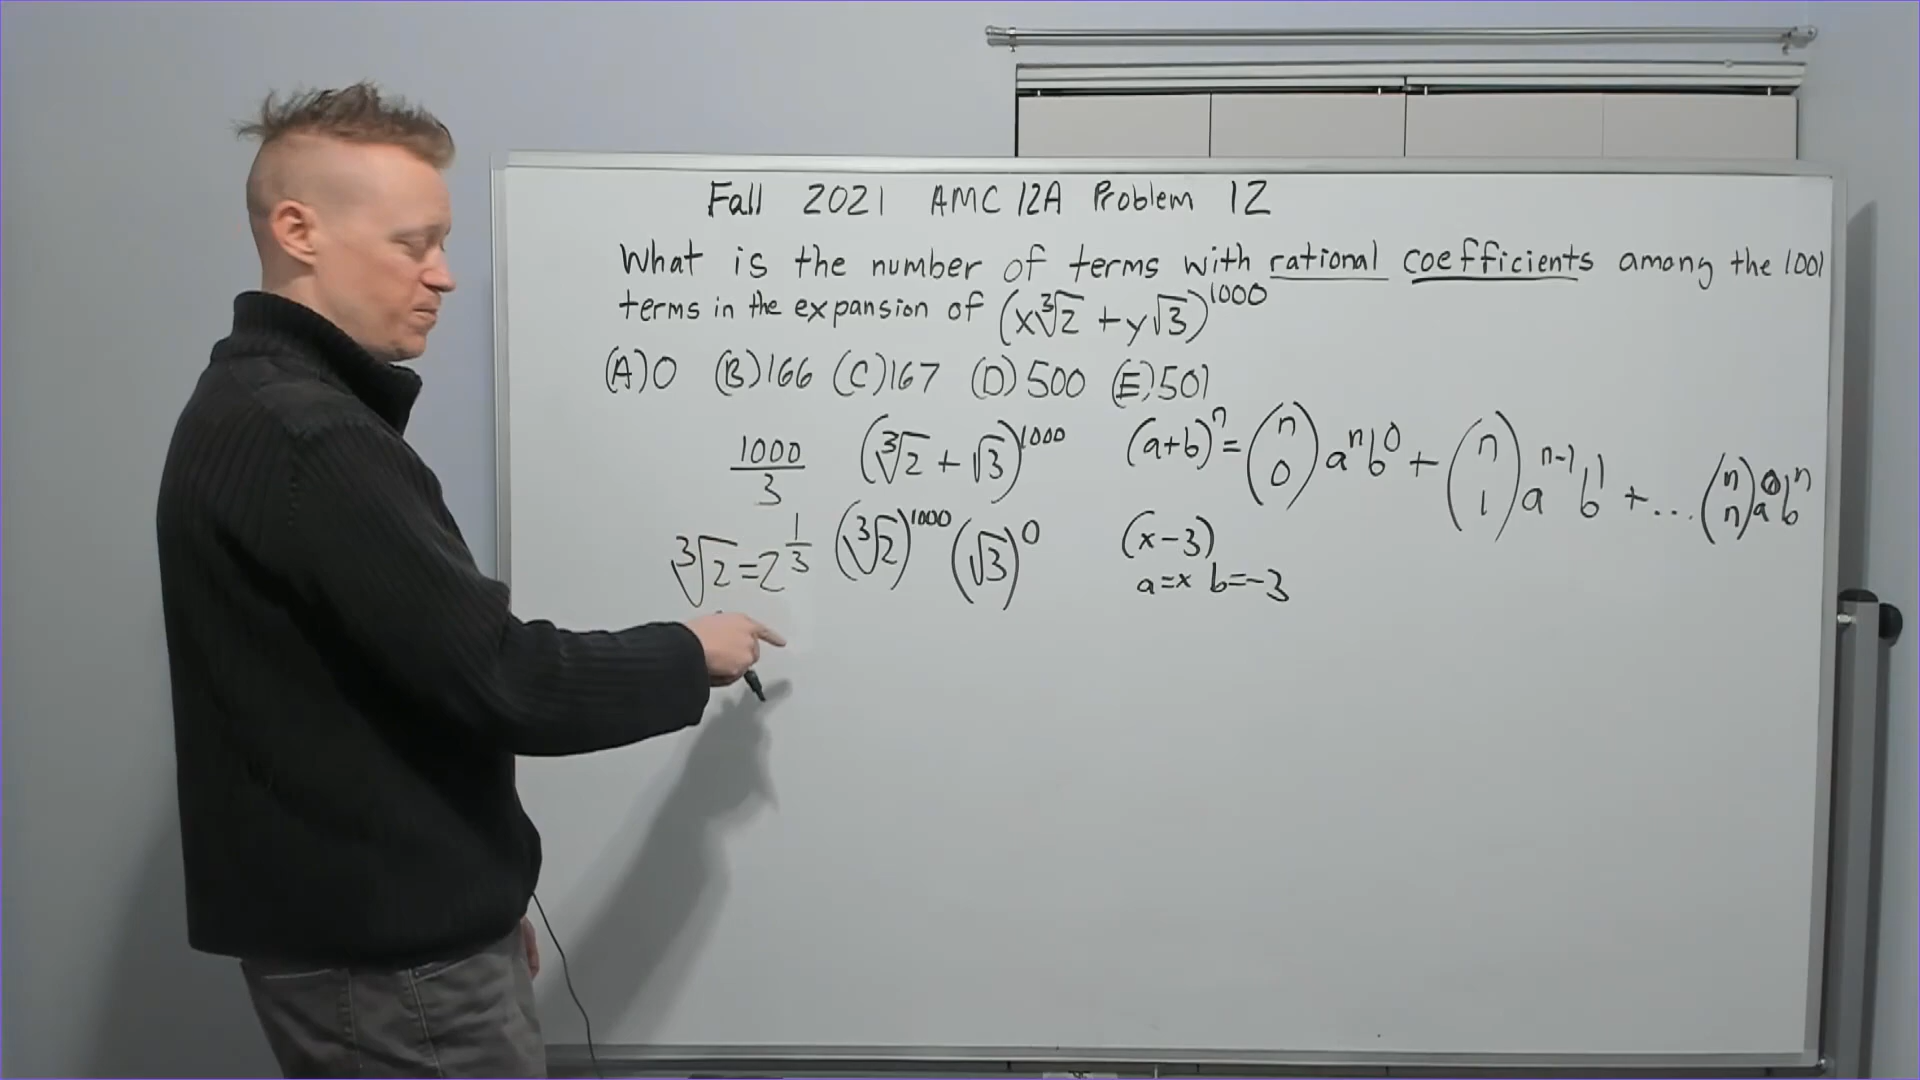 Fall 2021 AMC 12A Problem 12
What is the number of terms with rational coefficients among the 1001
terms in the expansion of (x∛2 + y√3)^1000
(A) 0 (B) 166 (C) 167 (D) 500 (E) 501
1000/3 (∛2 + √3)^1000 (a+b)^n = (n 0) a^n b^0 + (n 1) a^n-1 b^1 + ... (n n) a^0 b^n
∛2 = 2^1/3 (∛2)^1000 (√3)^0 (x-3)
a=x b=-3